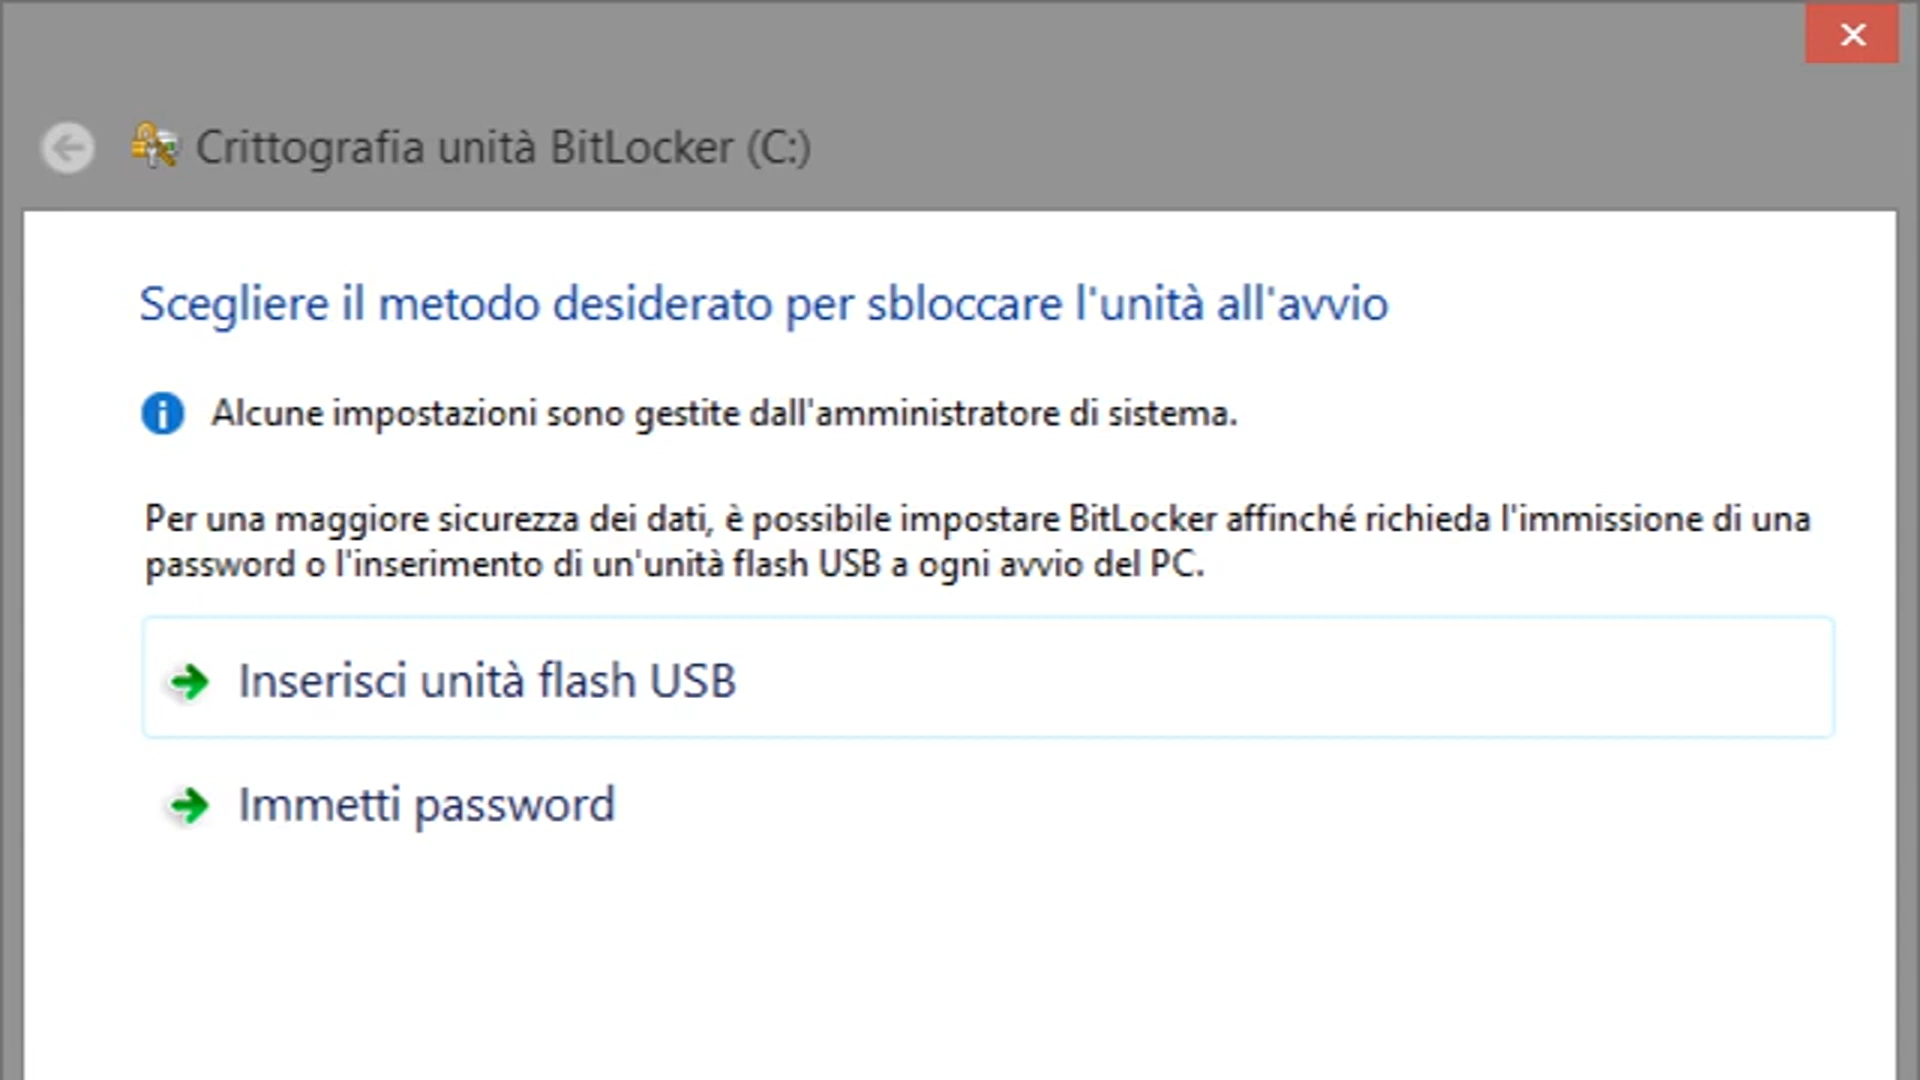 Crittografia unità BitLocker (C:)
Scegliere il metodo desiderato per sbloccare l'unità all'avvio
Alcune impostazioni sono gestite dall'amministratore di sistema.
Per una maggiore sicurezza dei dati, è possibile impostare BitLocker affinché richieda l'immissione di una
password o l'inserimento di un'unità flash USB a ogni avvio del PC.
Inserisci unità flash USB
Immetti password